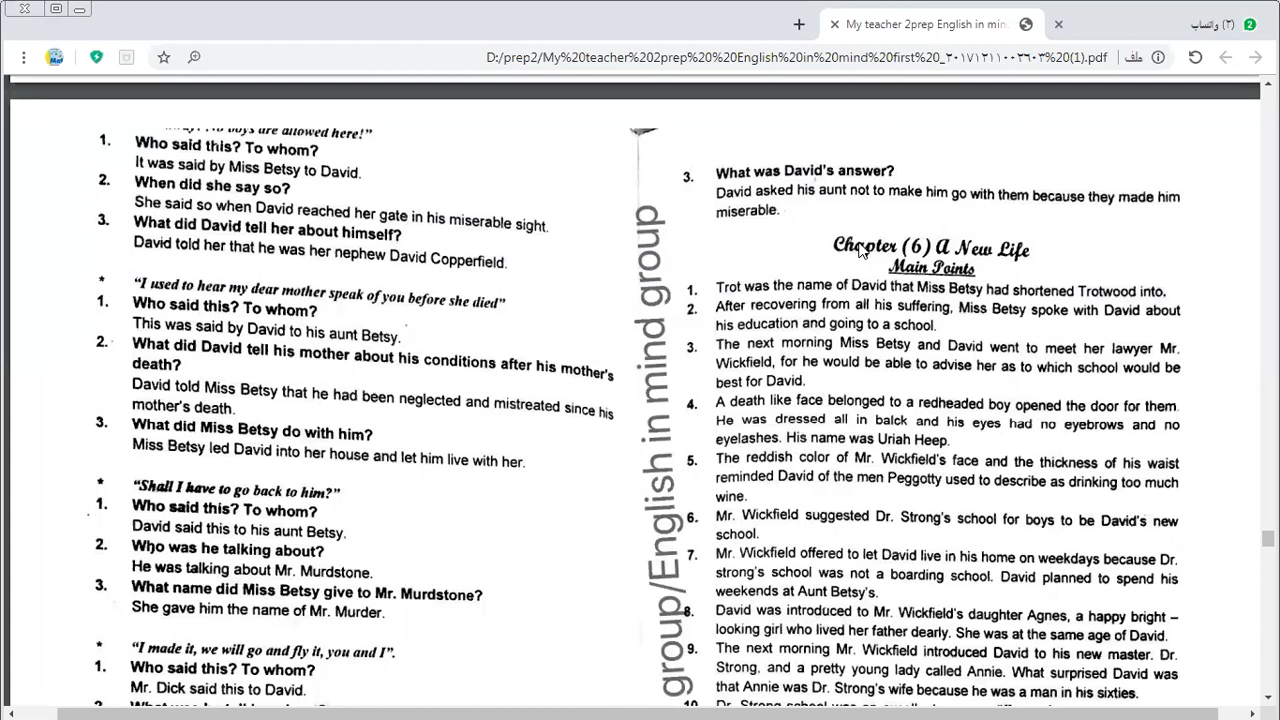 My teacher 2prep English in min
(٢) واتساب
2
D:/prep2/My%20teacher%202prep%20%20English%20in%20mind%20first%20_٢٠١٧١٢١١٠٠٢٦٠٣%20(1).pdf
ملف
boys are allowed here!"
1. Who said this? To whom?
It was said by Miss Betsy to David.
2. When did she say so?
She said so when David reached her gate in his miserable sight.
3. What did David tell her about himself?
David told her that he was her nephew David Copperfield.
* "I used to hear my dear mother speak of you before she died"
1. Who said this? To whom?
This was said by David to his aunt Betsy.
2. What did David tell his mother about his conditions after his mother's
death?
David told Miss Betsy that he had been neglected and mistreated since his
mother's death.
3. What did Miss Betsy do with him?
Miss Betsy led David into her house and let him live with her.
* "Shall I have to go back to him?"
1. Who said this? To whom?
David said this to his aunt Betsy.
2. Who was he talking about?
He was talking about Mr. Murdstone.
3. What name did Miss Betsy give to Mr. Murdstone?
She gave him the name of Mr. Murder.
* "I made it, we will go and fly it, you and I".
1. Who said this? To whom?
Mr. Dick said this to David.
group/English in mind group
3. What was David's answer?
David asked his aunt not to make him go with them because they made him
miserable.
Chapter (6) A New Life
Main Points
1. Trot was the name of David that Miss Betsy had shortened Trotwood into.
2. After recovering from all his suffering, Miss Betsy spoke with David about
his education and going to a school.
3. The next morning Miss Betsy and David went to meet her lawyer Mr.
Wickfield, for he would be able to advise her as to which school would be
best for David.
4. A death like face belonged to a redheaded boy opened the door for them.
He was dressed all in balck and his eyes had no eyebrows and no
eyelashes. His name was Uriah Heep.
5. The reddish color of Mr. Wickfield's face and the thickness of his waist
reminded David of the men Peggotty used to describe as drinking too much
wine.
6. Mr. Wickfield suggested Dr. Strong's school for boys to be David's new
school.
7. Mr. Wickfield offered to let David live in his home on weekdays because Dr.
strong's school was not a boarding school. David planned to spend his
weekends at Aunt Betsy's.
8. David was introduced to Mr. Wickfield's daughter Agnes, a happy bright –
looking girl who lived her father dearly. She was at the same age of David.
9. The next morning Mr. Wickfield introduced David to his new master. Dr.
Strong, and a pretty young lady called Annie. What surprised David was
that Annie was Dr. Strong's wife because he was a man in his sixties.